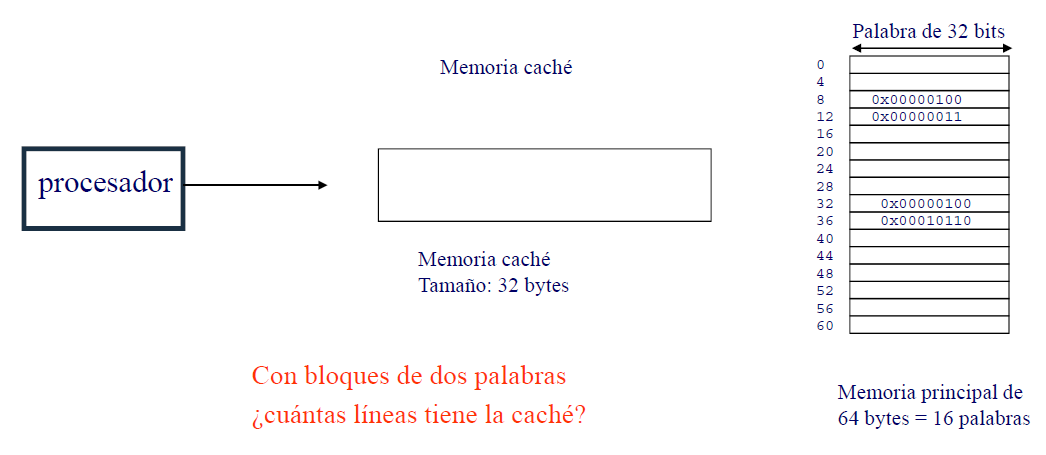 Palabra de 32 bits
Memoria caché
0
4
8 0x00000100
12 0x00000011
16
20
24
28
32 0x00000100
36 0x00010110
40
44
48
52
56
60
procesador
Memoria caché
Tamaño: 32 bytes
Con bloques de dos palabras
¿cuántas líneas tiene la caché?
Memoria principal de
64 bytes = 16 palabras